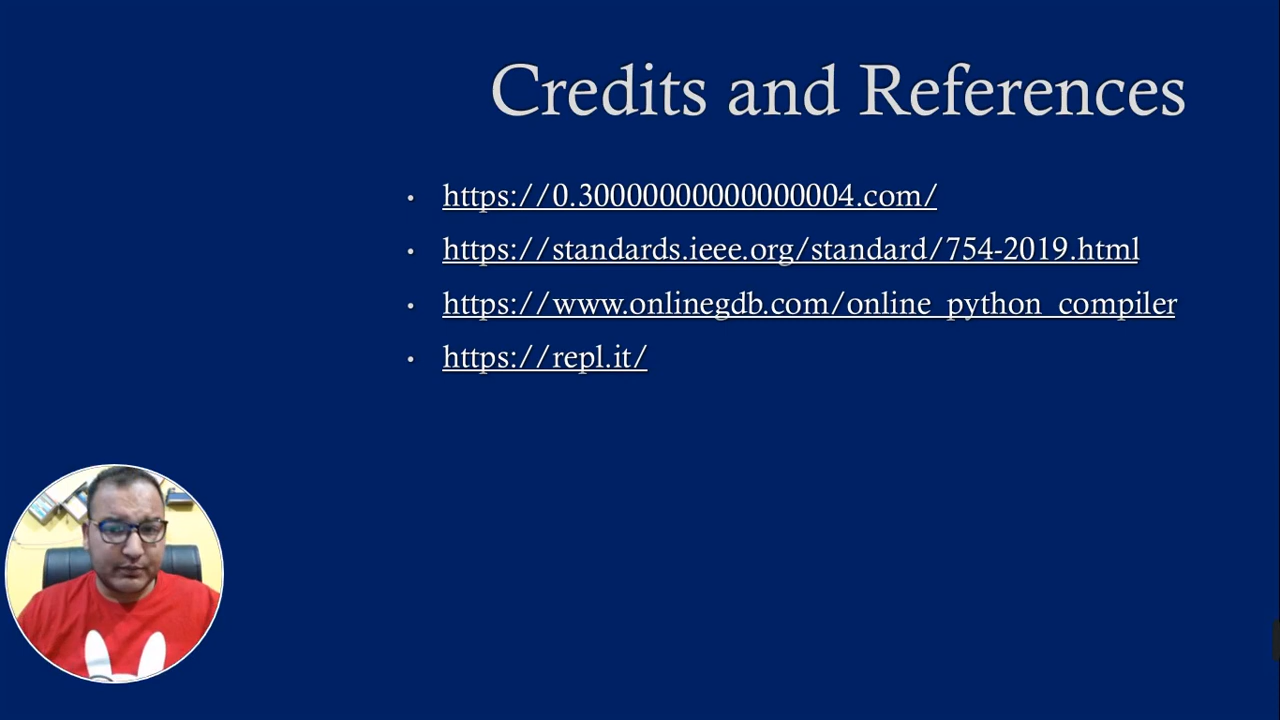 Credits and References
• https://0.30000000000000004.com/
• https://standards.ieee.org/standard/754-2019.html
• https://www.onlinegdb.com/online_python_compiler
• https://repl.it/